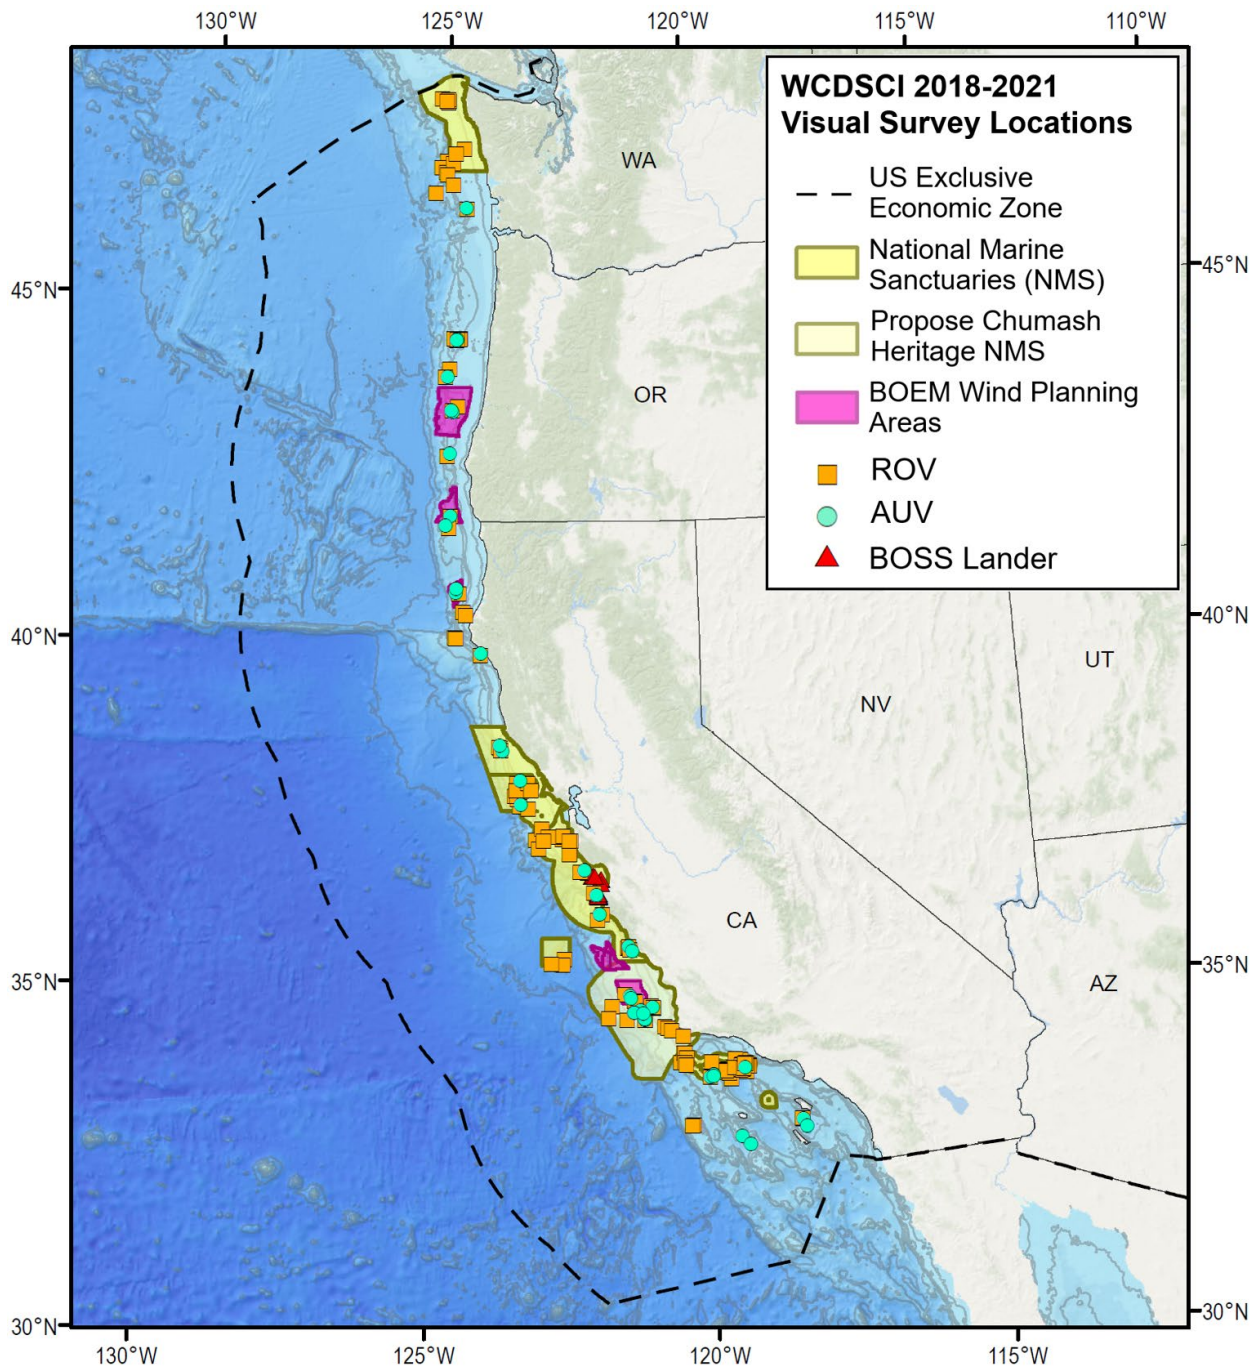 130°W 125°W 120°W 115°W 110°W
WCDSCI 2018-2021
Visual Survey Locations
US Exclusive
Economic Zone
National Marine
Sanctuaries (NMS)
Propose Chumash
Heritage NMS
BOEM Wind Planning
Areas
ROV
AUV
BOSS Lander
WA
45°N 45°N
OR
40°N 40°N
UT
NV
CA
35°N 35°N
AZ
30°N 30°N
130°W 125°W 120°W 115°W